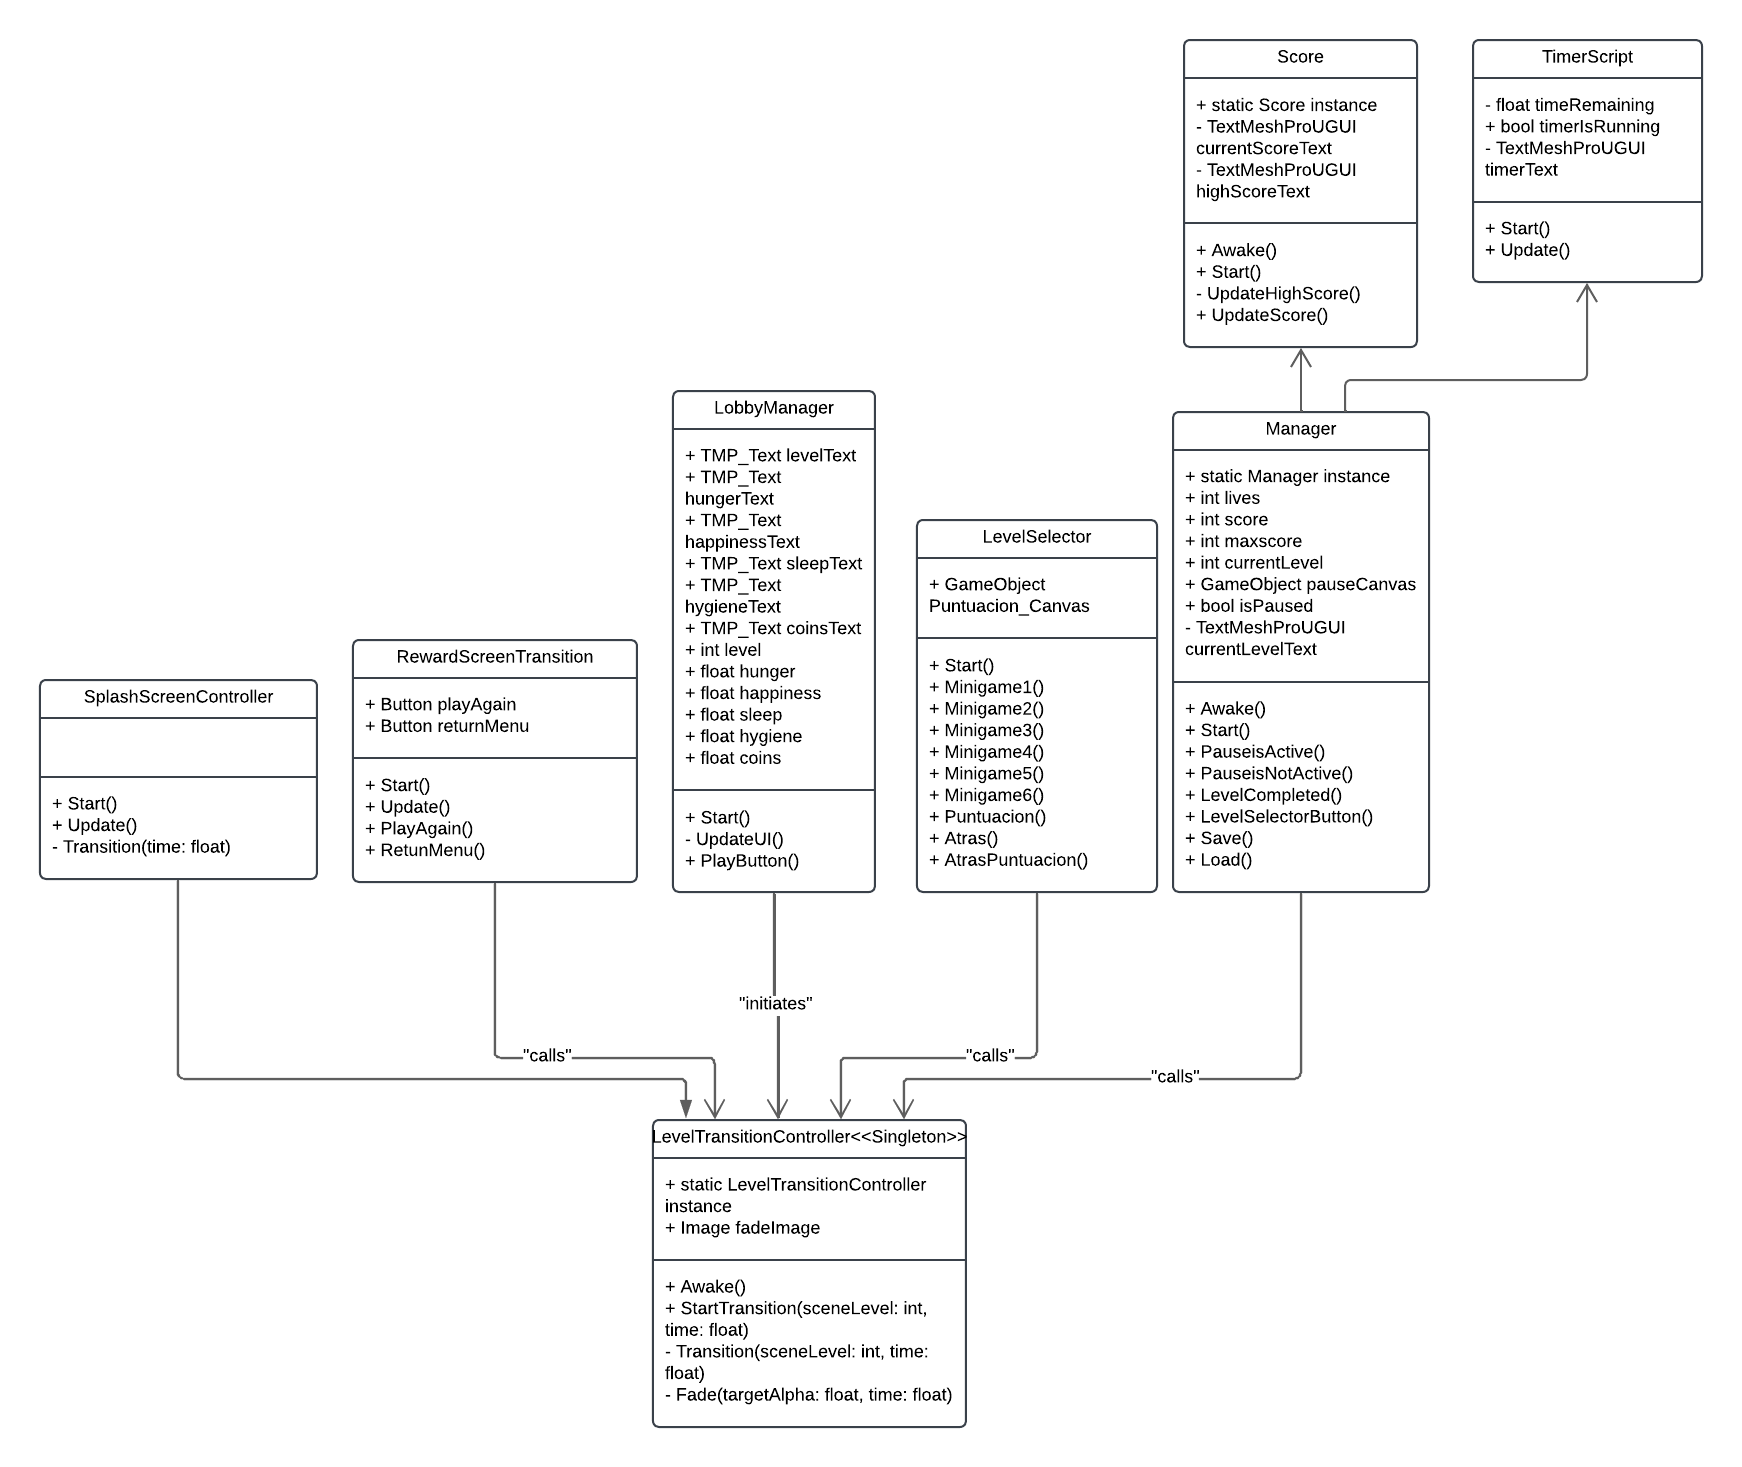 Score
+ static Score instance
- TextMeshProUGUI
currentScoreText
- TextMeshProUGUI
highScoreText
+ Awake()
+ Start()
- UpdateHighScore()
+ UpdateScore()
TimerScript
- float timeRemaining
+ bool timerIsRunning
- TextMeshProUGUI
timerText
+ Start()
+ Update()
SplashScreenController
+ Start()
+ Update()
- Transition(time: float)
RewardScreenTransition
+ Button playAgain
+ Button returnMenu
+ Start()
+ Update()
+ PlayAgain()
+ RetunMenu()
LobbyManager
+ TMP_Text levelText
+ TMP_Text
hungerText
+ TMP_Text
happinessText
+ TMP_Text sleepText
+ TMP_Text
hygieneText
+ TMP_Text coinsText
+ int level
+ float hunger
+ float happiness
+ float sleep
+ float hygiene
+ float coins
+ Start()
- UpdateUI()
+ PlayButton()
LevelSelector
+ GameObject
Puntuacion_Canvas
+ Start()
+ Minigame1()
+ Minigame2()
+ Minigame3()
+ Minigame4()
+ Minigame5()
+ Minigame6()
+ Puntuacion()
+ Atras()
+ AtrasPuntuacion()
Manager
+ static Manager instance
+ int lives
+ int score
+ int maxscore
+ int currentLevel
+ GameObject pauseCanvas
+ bool isPaused
- TextMeshProUGUI
currentLevelText
+ Awake()
+ Start()
+ PauseisActive()
+ PauseisNotActive()
+ LevelCompleted()
+ LevelSelectorButton()
+ Save()
+ Load()
"initiates"
"calls"
"calls"
"calls"
LevelTransitionController<<Singleton>>
+ static LevelTransitionController
instance
+ Image fadeImage
+ Awake()
+ StartTransition(sceneLevel: int,
time: float)
- Transition(sceneLevel: int, time:
float)
- Fade(targetAlpha: float, time: float)